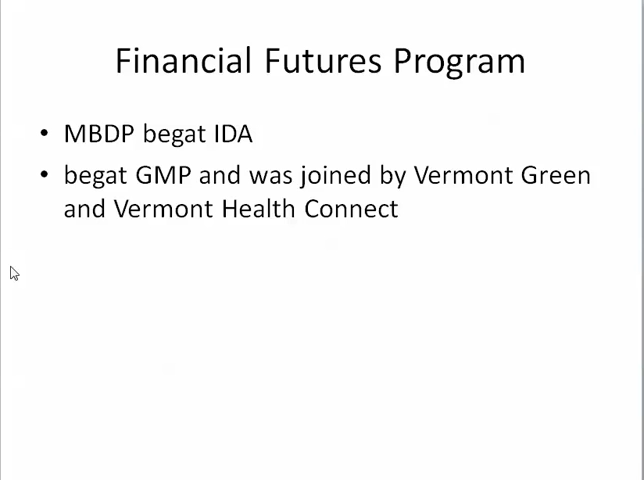 Financial Futures Program
• MBDP begat IDA
• begat GMP and was joined by Vermont Green
and Vermont Health Connect